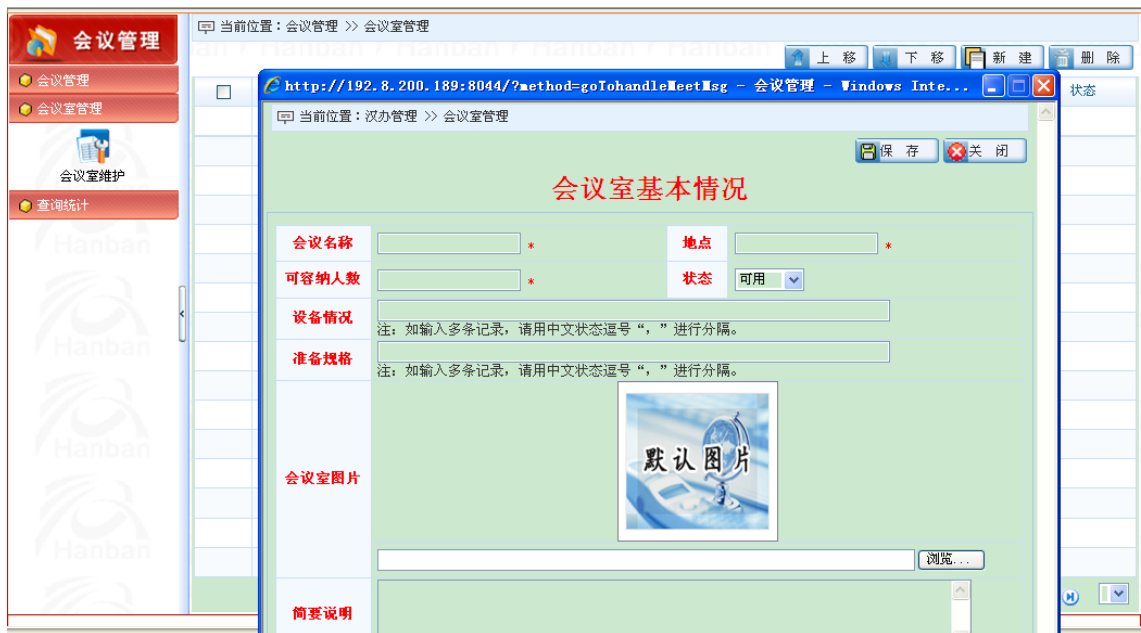 当前位置：会议管理 >> 会议室管理
会议管理
上 移
下 移
新 建
删 除
会议管理
会议室管理
会议室维护
查询统计
状态
http://192.8.200.189:8044/?method=goTohandleMeetMsg - 会议管理 - Windows Inte...
当前位置：汉办管理 >> 会议室管理
保 存
关 闭
会议室基本情况
会议名称 *
地点 *
可容纳人数 *
状态 可用
设备情况
注：如输入多条记录，请用中文状态逗号“，”进行分隔。
准备规格
注：如输入多条记录，请用中文状态逗号“，”进行分隔。
会议室图片
默认图片
浏览...
简要说明
Hanban
Hanban
Hanban
Hanban